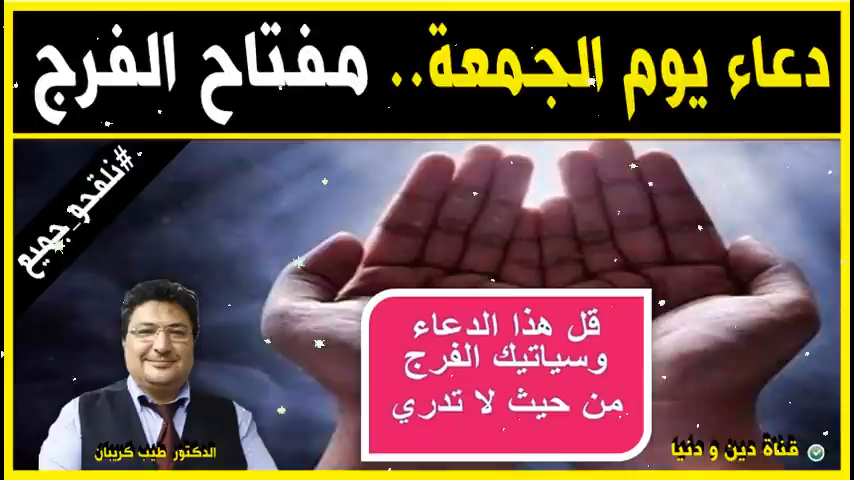 دعاء يوم الجمعة.. مفتاح الفرج
#نلقحو_جميع
قل هذا الدعاء
وسياتيك الفرج
من حيث لا تدري
الدكتور طيب كريبان
قناة دين و دنيا